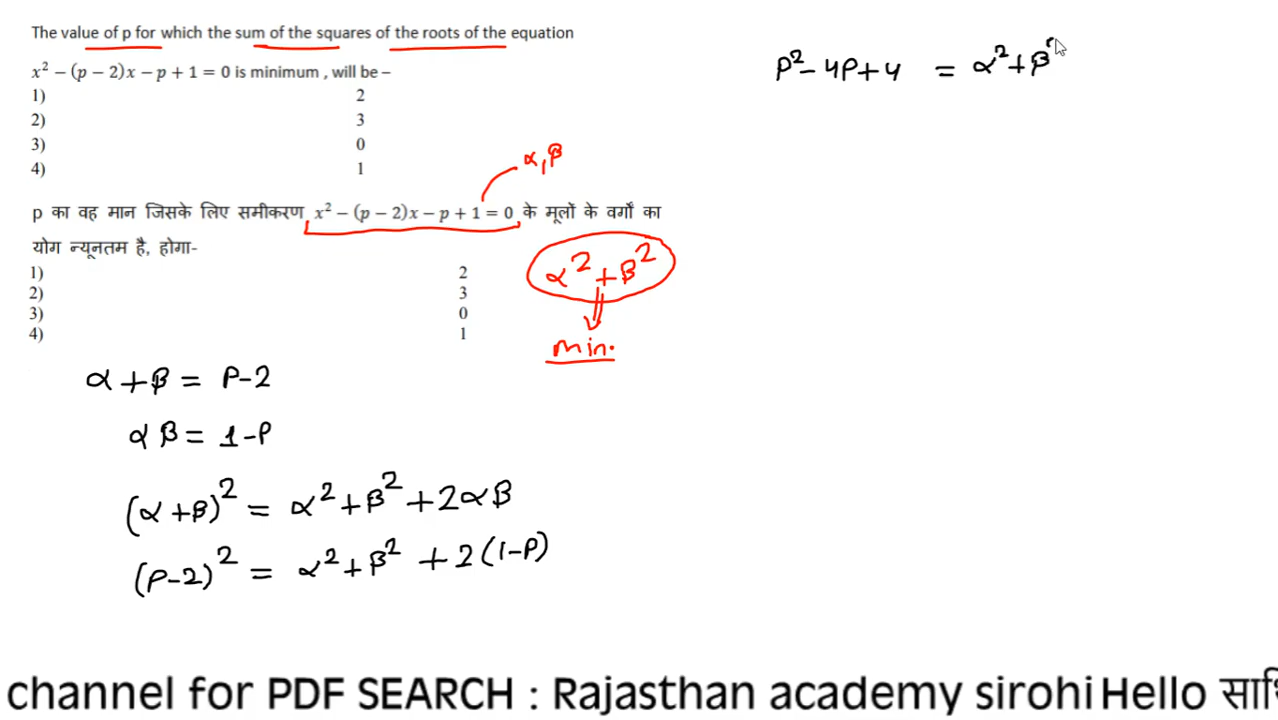 The value of p for which the sum of the squares of the roots of the equation
x² − (p − 2)x − p + 1 = 0 is minimum , will be –
1) 2
2) 3
3) 0
4) 1
α, β
p का वह मान जिसके लिए समीकरण x² − (p − 2)x − p + 1 = 0 के मूलों के वर्गों का
योग न्यूनतम है, होगा-
1) 2
2) 3
3) 0
4) 1
α² + β²
min.
α + β = P-2
α β = 1-P
(α + β)² = α² + β² + 2αβ
(P-2)² = α² + β² + 2(1-P)
P² - 4P + 4 = α² + β
channel for PDF SEARCH : Rajasthan academy sirohi Hello